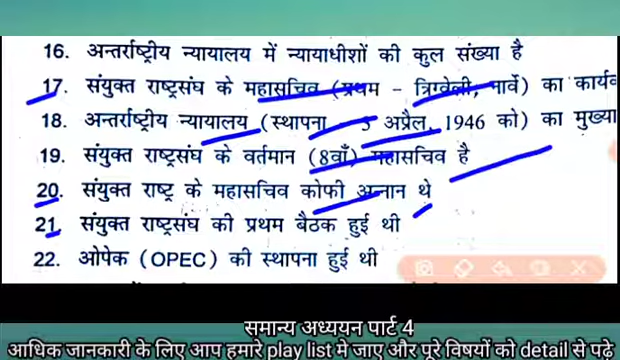 16. अन्तर्राष्ट्रीय न्यायालय में न्यायाधीशों की कुल संख्या है
17. संयुक्त राष्ट्रसंघ के महासचिव (प्रथम – त्रिग्वेली, नार्वे) का कार्यक
18. अन्तर्राष्ट्रीय न्यायालय (स्थापना – 3 अप्रैल, 1946 को) का मुख्या
19. संयुक्त राष्ट्रसंघ के वर्तमान (8वाँ) महासचिव है
20. संयुक्त राष्ट्र के महासचिव कोफी अन्नान थे
21. संयुक्त राष्ट्रसंघ की प्रथम बैठक हुई थी
22. ओपेक (OPEC) की स्थापना हुई थी
समान्य अध्ययन पार्ट 4
आधिक जानकारी के लिए आप हमारे play list मे जाए और पूरे विषयों को detail से पढ़े